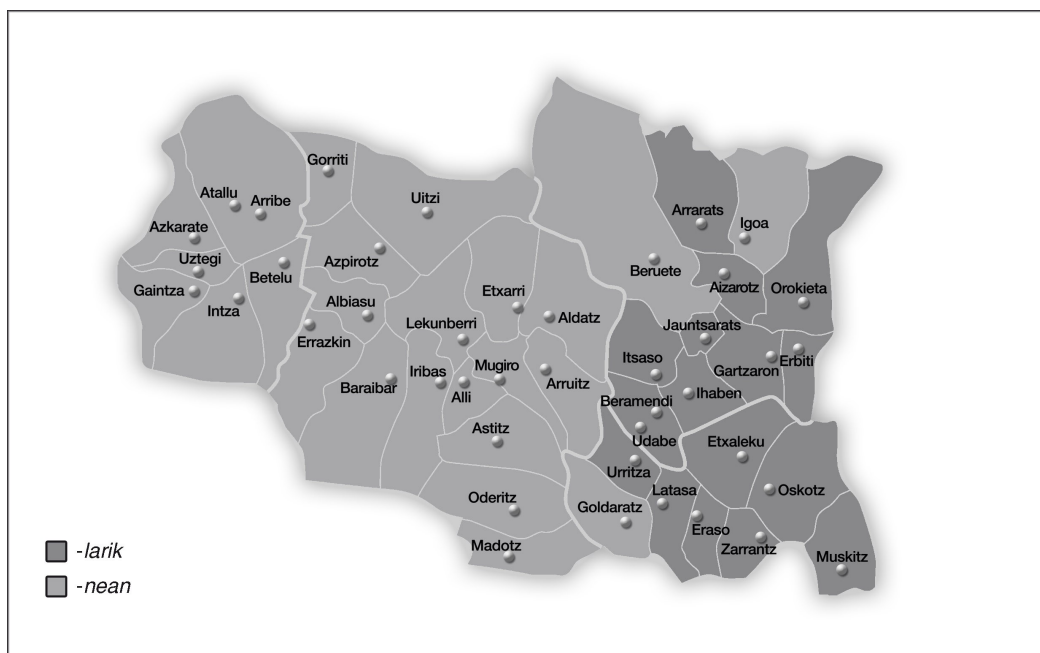 Gorriti
Atallu
Arribe
Uitzi
Azkarate
Arrarats
Igoa
Uztegi
Azpirotz
Betelu
Beruete
Aizarotz
Gaintza
Intza
Orokieta
Etxarri
Albiasu
Aldatz
Lekunberri
Jauntsarats
Errazkin
Itsaso
Gartzaron
Erbiti
Mugiro
Iribas
Baraibar
Arruitz
Alli
Ihaben
Beramendi
Astitz
Udabe
Etxaleku
Urritza
Latasa
Oskotz
Oderitz
Goldaratz
Eraso
Zarrantz
Madotz
Muskitz
-larik
-nean